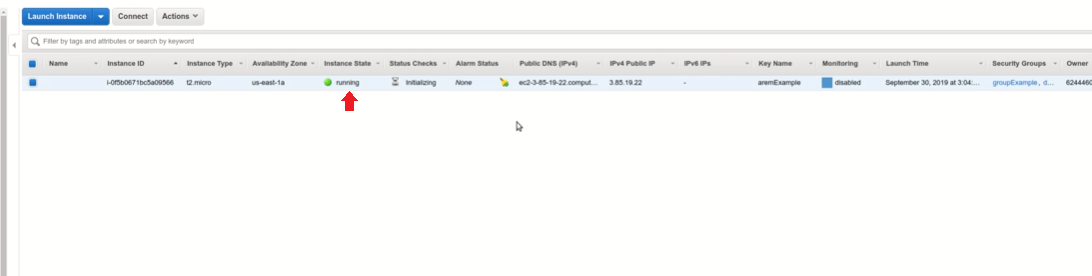 Launch Instance Connect Actions
Filter by tags and attributes or search by keyword
Name Instance ID Instance Type Availability Zone Instance State Status Checks Alarm Status Public DNS (IPv4) IPv4 Public IP IPv6 IPs Key Name Monitoring Launch Time Security Groups Owner
i-0f5b0671bc5a09566 t2.micro us-east-1a running Initializing None ec2-3-85-19-22.comput... 3.85.19.22 - aremExample disabled September 30, 2019 at 3:04:... groupExample, d... 6244460